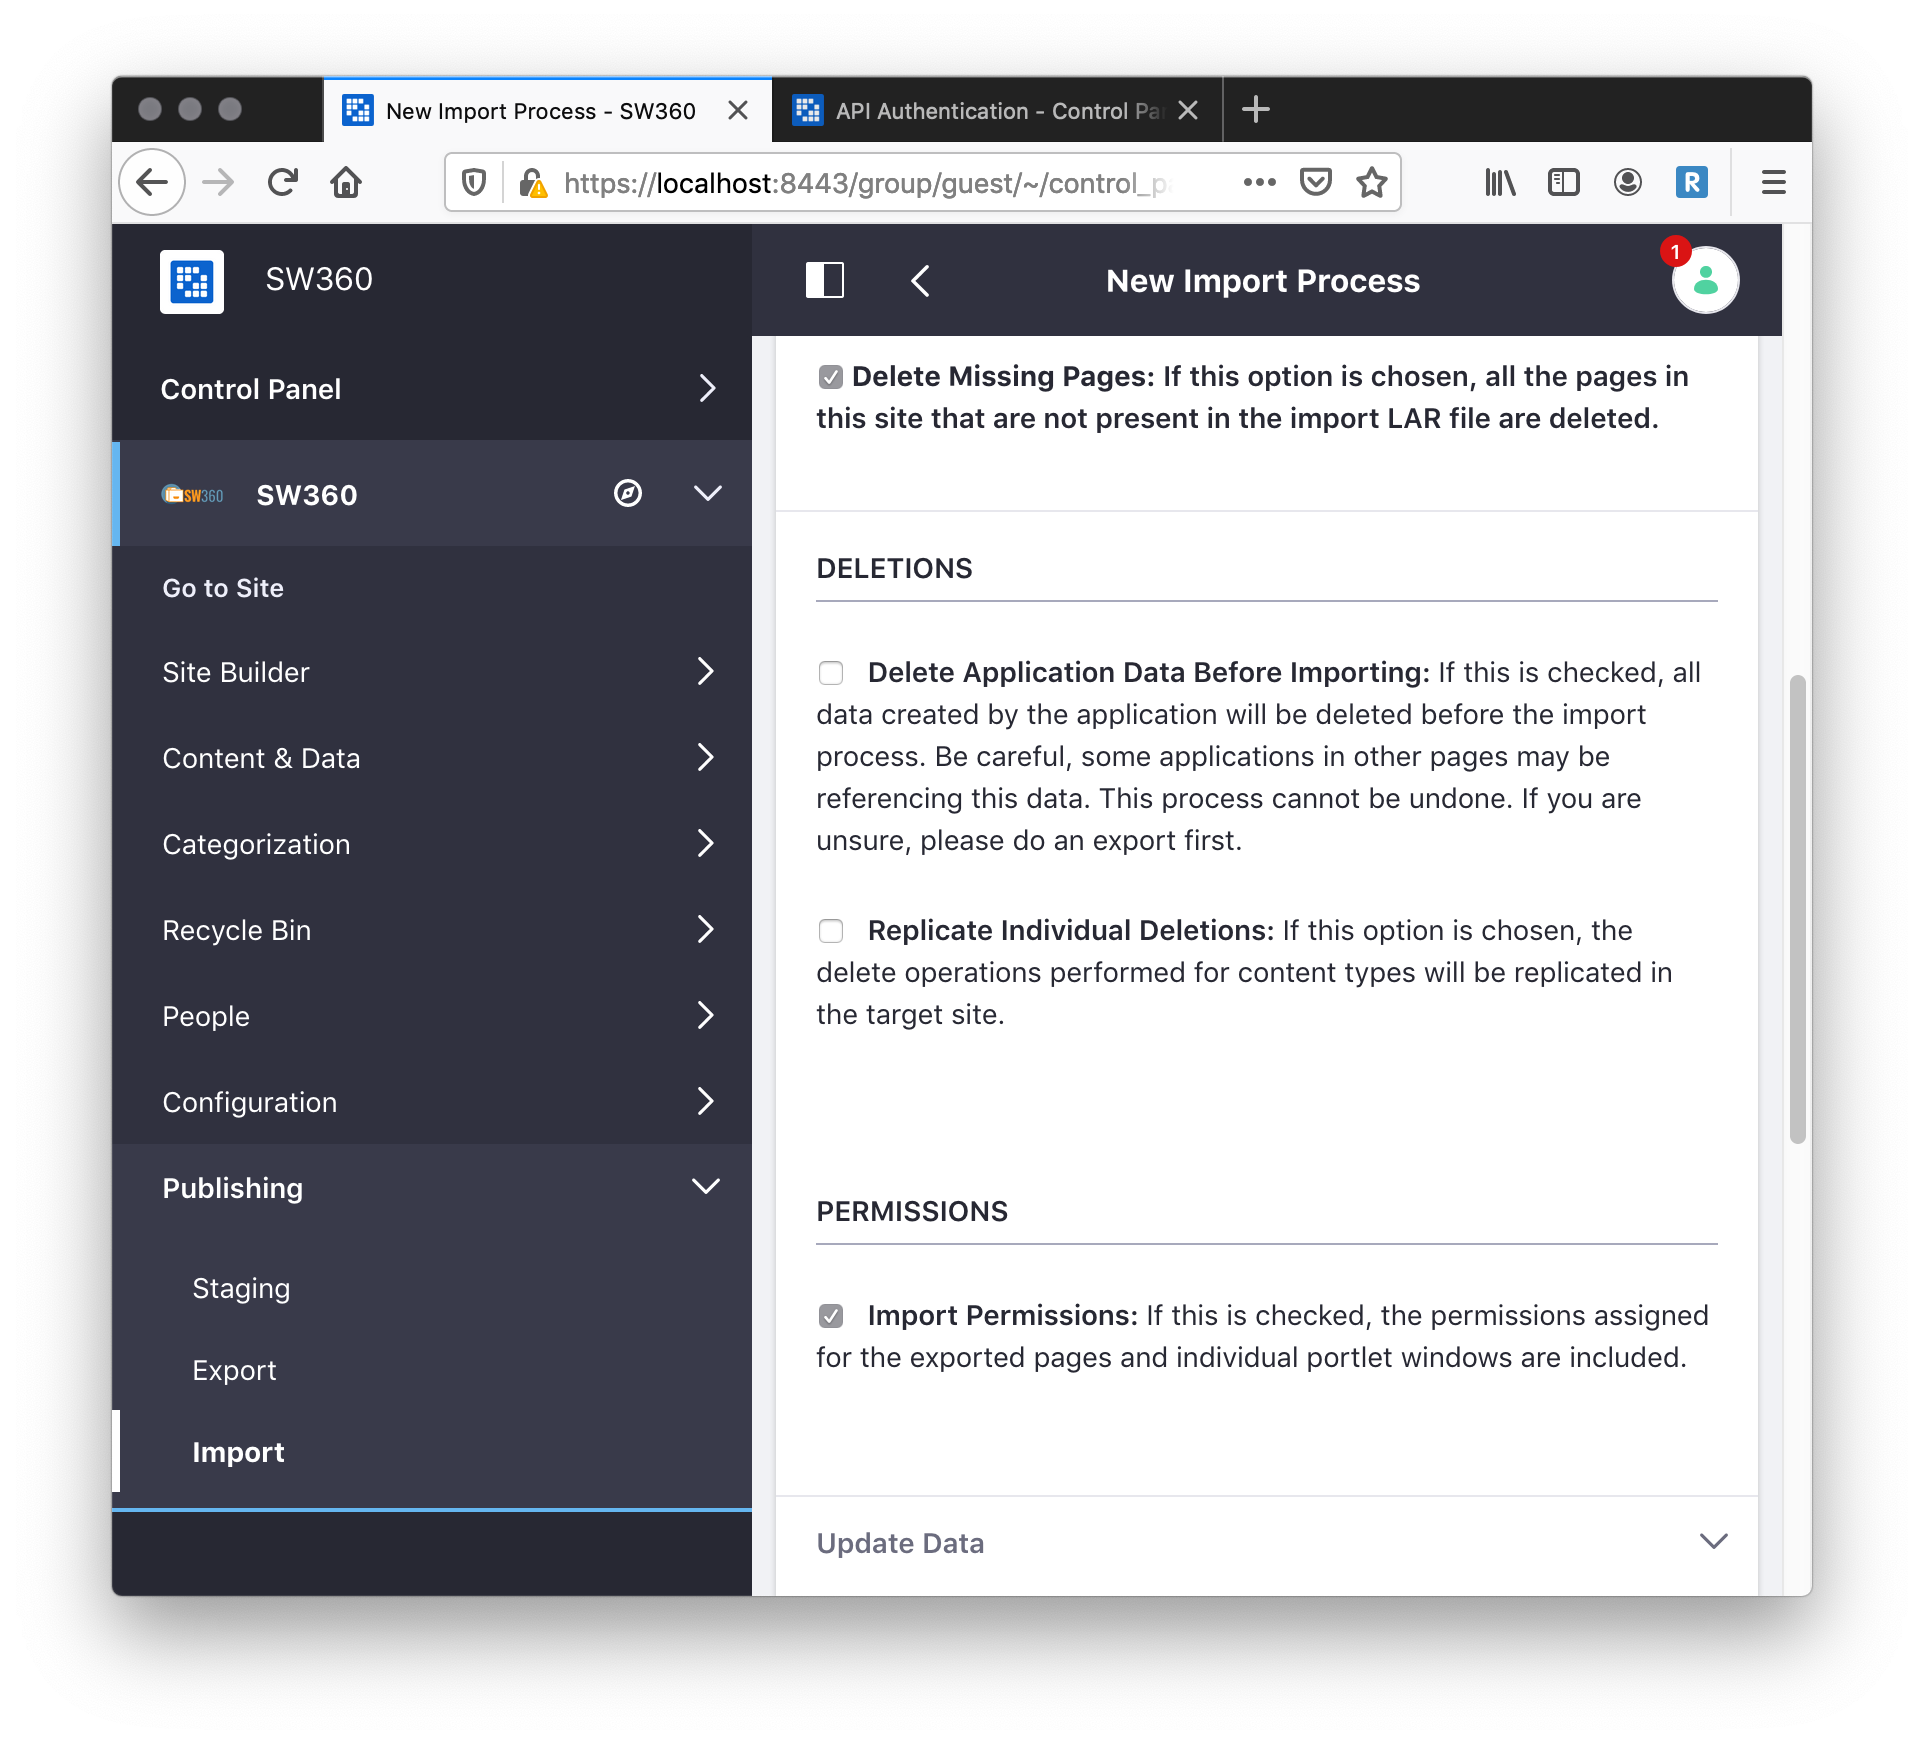 New Import Process - SW360
API Authentication - Control Pa
https://localhost:8443/group/guest/~/control_p
R
SW360
New Import Process
1
Control Panel
SW360
SW360
Go to Site
Site Builder
Content & Data
Categorization
Recycle Bin
People
Configuration
Publishing
Staging
Export
Import
Delete Missing Pages: If this option is chosen, all the pages in
this site that are not present in the import LAR file are deleted.
DELETIONS
Delete Application Data Before Importing: If this is checked, all
data created by the application will be deleted before the import
process. Be careful, some applications in other pages may be
referencing this data. This process cannot be undone. If you are
unsure, please do an export first.
Replicate Individual Deletions: If this option is chosen, the
delete operations performed for content types will be replicated in
the target site.
PERMISSIONS
Import Permissions: If this is checked, the permissions assigned
for the exported pages and individual portlet windows are included.
Update Data